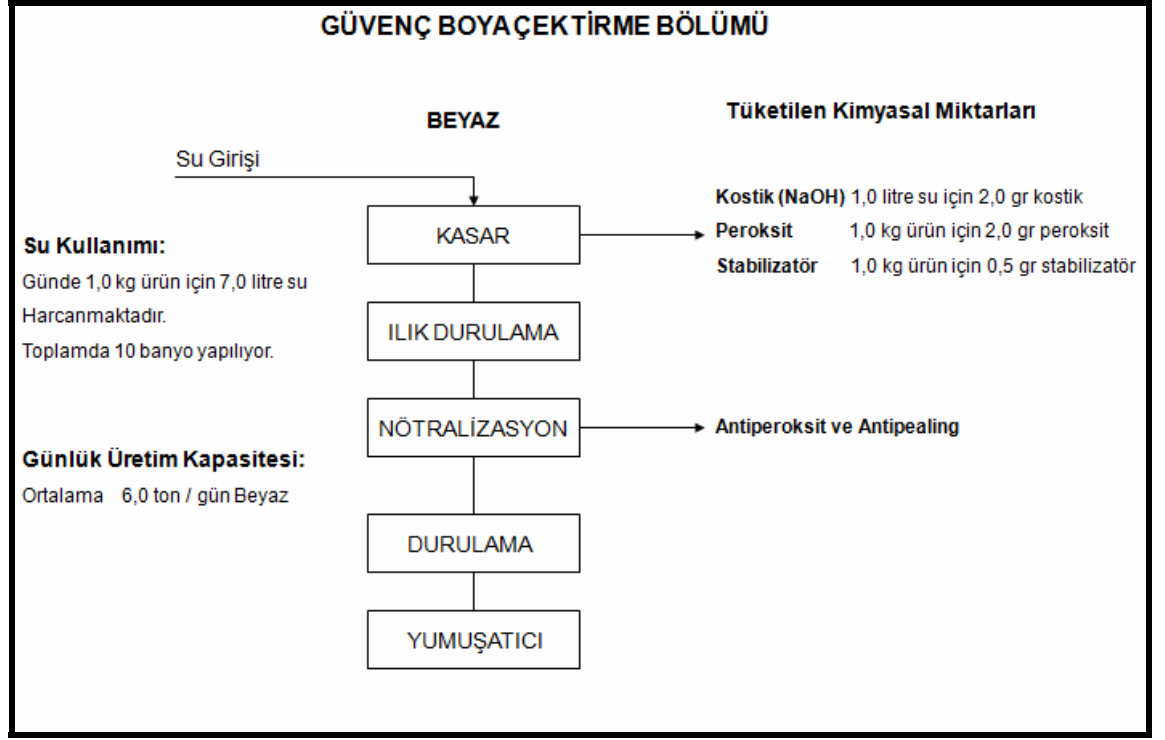 GÜVENÇ BOYA ÇEKTİRME BÖLÜMÜ
BEYAZ
Tüketilen Kimyasal Miktarları
Su Girişi
KASAR
Kostik (NaOH) 1,0 litre su için 2,0 gr kostik
Peroksit 1,0 kg ürün için 2,0 gr peroksit
Stabilizatör 1,0 kg ürün için 0,5 gr stabilizatör
Su Kullanımı:
Günde 1,0 kg ürün için 7,0 litre su
Harcanmaktadır.
Toplamda 10 banyo yapılıyor.
ILIK DURULAMA
NÖTRALİZASYON
Antiperoksit ve Antipealing
Günlük Üretim Kapasitesi:
Ortalama 6,0 ton / gün Beyaz
DURULAMA
YUMUŞATICI